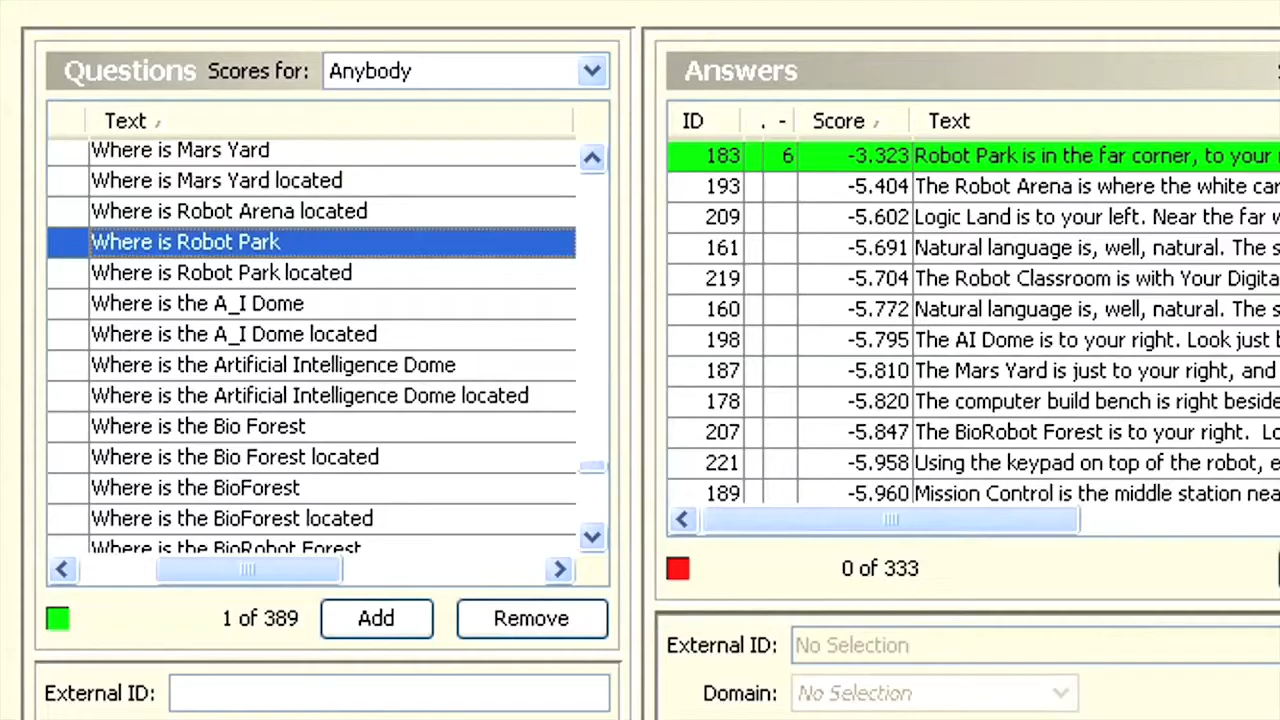 Questions Scores for: Anybody
Text
Where is Mars Yard
Where is Mars Yard located
Where is Robot Arena located
Where is Robot Park
Where is Robot Park located
Where is the A_I Dome
Where is the A_I Dome located
Where is the Artificial Intelligence Dome
Where is the Artificial Intelligence Dome located
Where is the Bio Forest
Where is the Bio Forest located
Where is the BioForest
Where is the BioForest located
Where is the BioRobot Forest
1 of 389 Add Remove
External ID:
Answers
ID . - Score Text
183 6 -3.323 Robot Park is in the far corner, to your
193 -5.404 The Robot Arena is where the white car
209 -5.602 Logic Land is to your left. Near the far w
161 -5.691 Natural language is, well, natural. The s
219 -5.704 The Robot Classroom is with Your Digita
160 -5.772 Natural language is, well, natural. The s
198 -5.795 The AI Dome is to your right. Look just b
187 -5.810 The Mars Yard is just to your right, and
178 -5.820 The computer build bench is right beside
207 -5.847 The BioRobot Forest is to your right. Lo
221 -5.958 Using the keypad on top of the robot, e
189 -5.960 Mission Control is the middle station nea
0 of 333
External ID: No Selection
Domain: No Selection